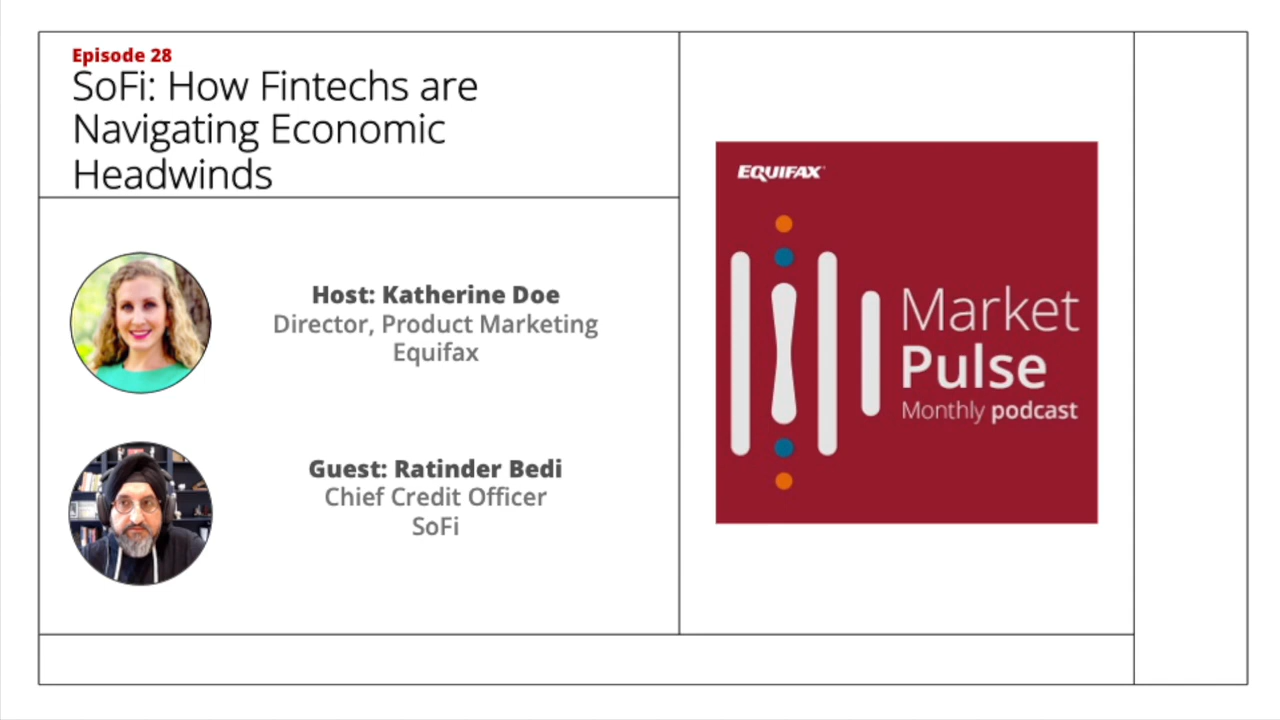 Episode 28
SoFi: How Fintechs are
Navigating Economic
Headwinds
Host: Katherine Doe
Director, Product Marketing
Equifax
Guest: Ratinder Bedi
Chief Credit Officer
SoFi
EQUIFAX
Market
Pulse
Monthly podcast